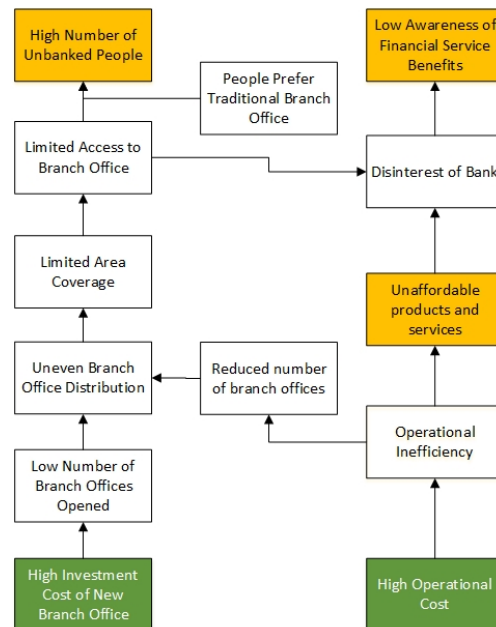 High Number of
Unbanked People
Low Awareness of
Financial Service
Benefits
People Prefer
Traditional Branch
Office
Limited Access to
Branch Office
Disinterest of Bank
Limited Area
Coverage
Unaffordable
products and
services
Uneven Branch
Office Distribution
Reduced number
of branch offices
Operational
Inefficiency
Low Number of
Branch Offices
Opened
High Investment
Cost of New
Branch Office
High Operational
Cost